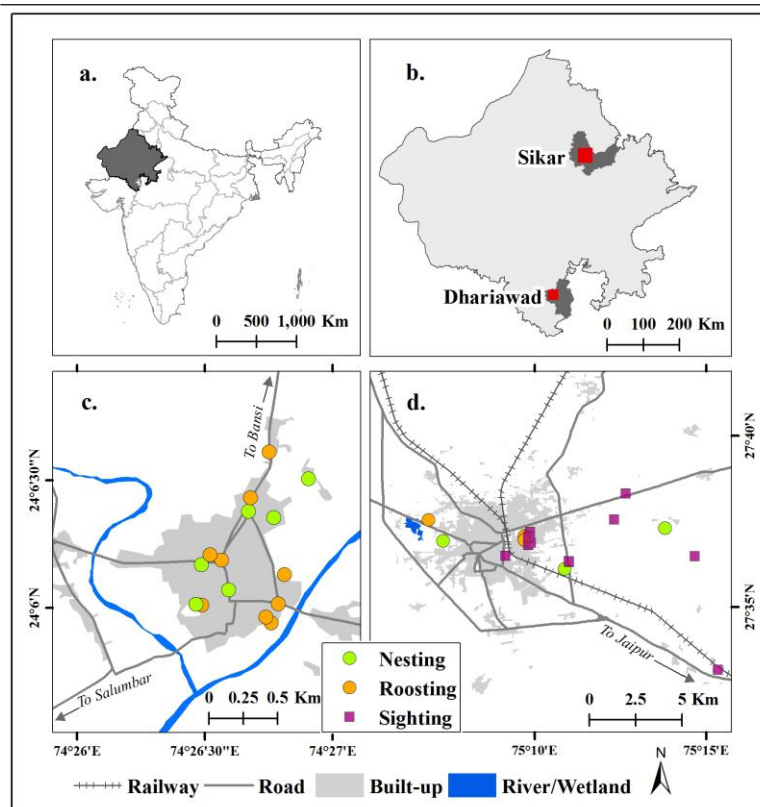 a.
0 500 1,000 Km
b.
Sikar
Dhariawad
0 100 200 Km
c.
To Bansi
24°6'30"N
24°6'N
To Salumbar
0 0.25 0.5 Km
74°26'E
74°26'30"E
74°27'E
d.
27°40'N
27°35'N
To Jaipur
0 2.5 5 Km
75°10'E
75°15'E
Nesting
Roosting
Sighting
Railway Road Built-up River/Wetland
N